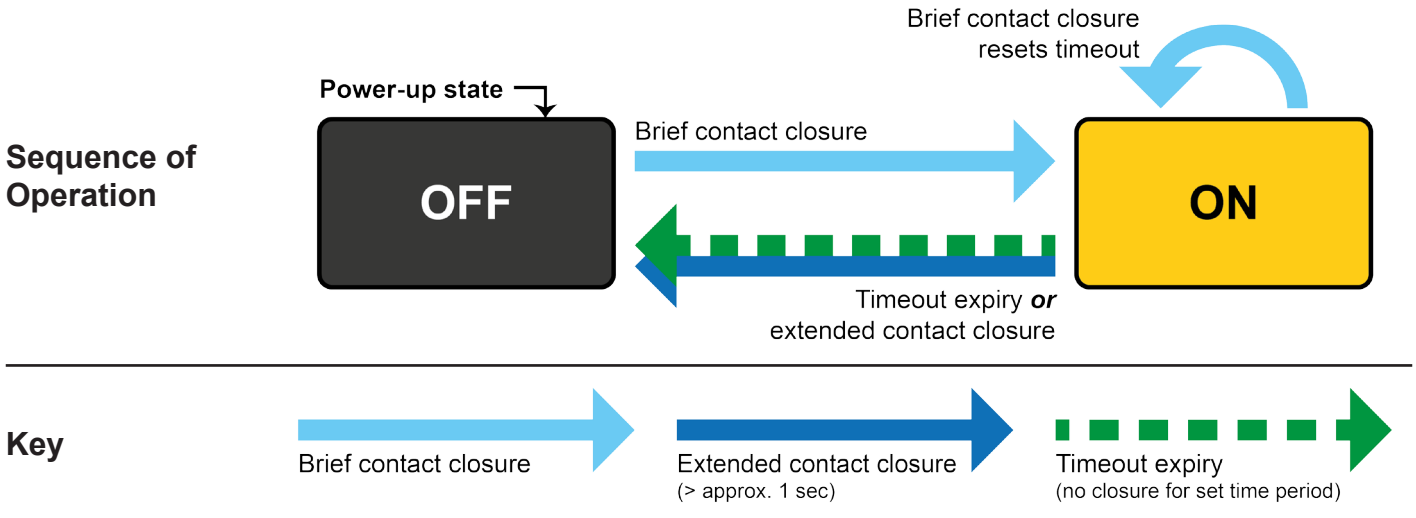 Brief contact closure
resets timeout
Power-up state
Brief contact closure
Sequence of
Operation
OFF
ON
Timeout expiry or
extended contact closure
Key
Brief contact closure
Extended contact closure
(> approx. 1 sec)
Timeout expiry
(no closure for set time period)